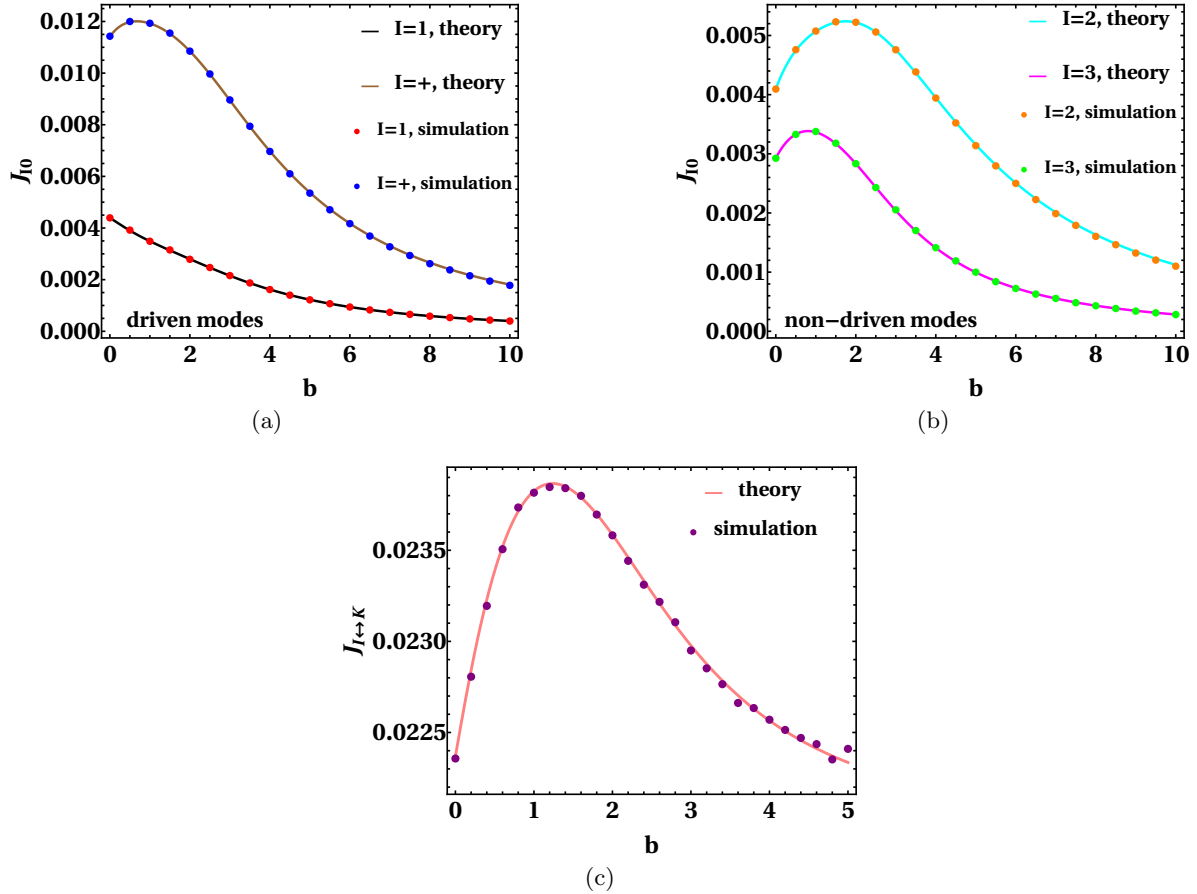 0.012
0.010
0.008
0.006
0.004
0.002
0.000
J_I0
I=1, theory
I=+, theory
I=1, simulation
I=+, simulation
driven modes
0 2 4 6 8 10
b
(a)
0.005
0.004
0.003
0.002
0.001
0.000
J_I0
I=2, theory
I=3, theory
I=2, simulation
I=3, simulation
non−driven modes
0 2 4 6 8 10
b
(b)
0.0235
0.0230
0.0225
J_I↔K
theory
simulation
0 1 2 3 4 5
b
(c)